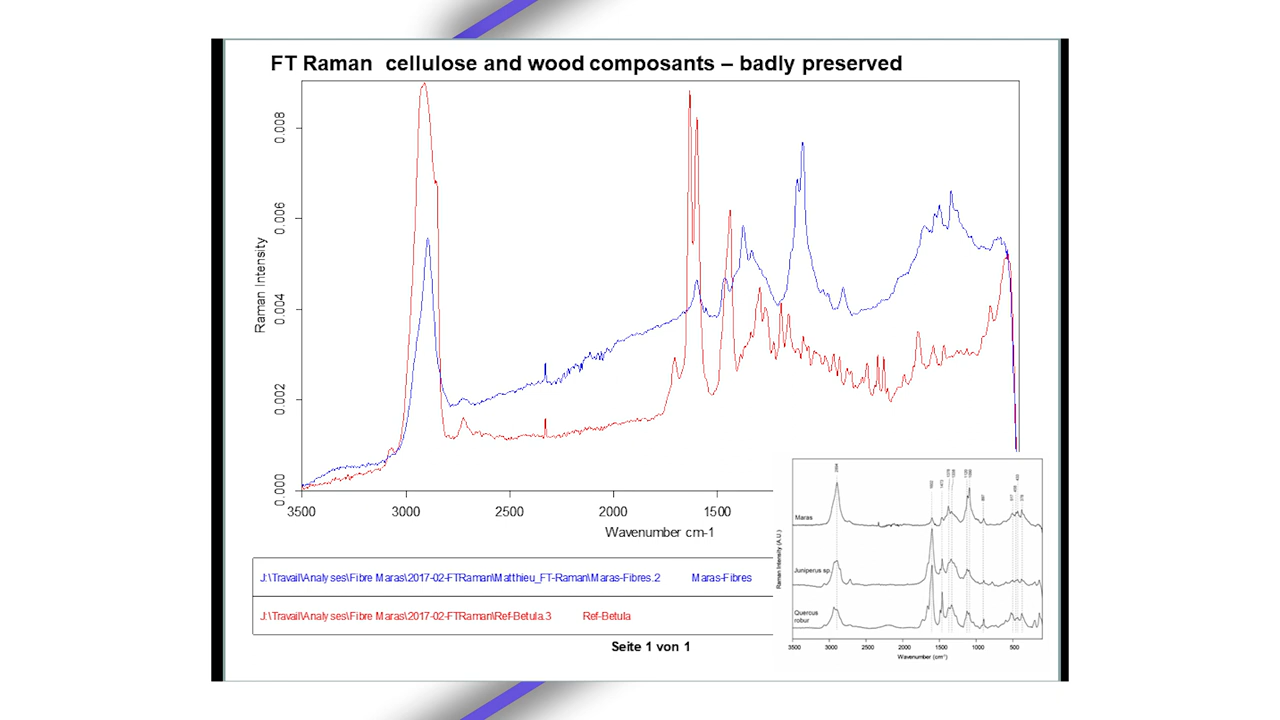 FT Raman cellulose and wood composants – badly preserved
0.008
0.006
0.004
0.002
0.000
Raman Intensity
3500 3000 2500 2000 1500
Wavenumber cm-1
J:\Travail\Analyses\Fibre Maras\2017-02-FTRaman\Matthieu_FT-Raman\Maras-Fibres.2 Maras-Fibres
J:\Travail\Analyses\Fibre Maras\2017-02-FTRaman\Ref-Betula.3 Ref-Betula
Seite 1 von 1
Maras
Juniperus sp.
Quercus
robur
Raman Intensity (A.U.)
3500 3000 2500 2000 1500 1000 500
Wavenumber (cm-1)